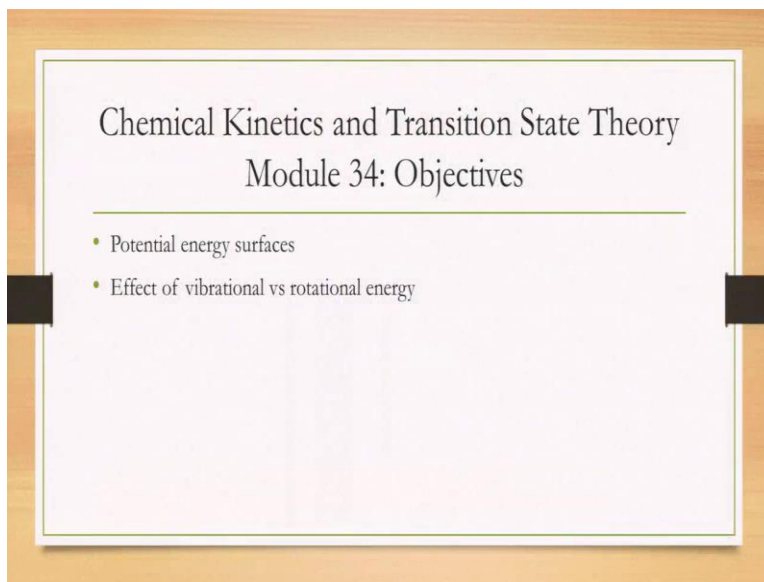 Chemical Kinetics and Transition State Theory
Module 34: Objectives
• Potential energy surfaces
• Effect of vibrational vs rotational energy